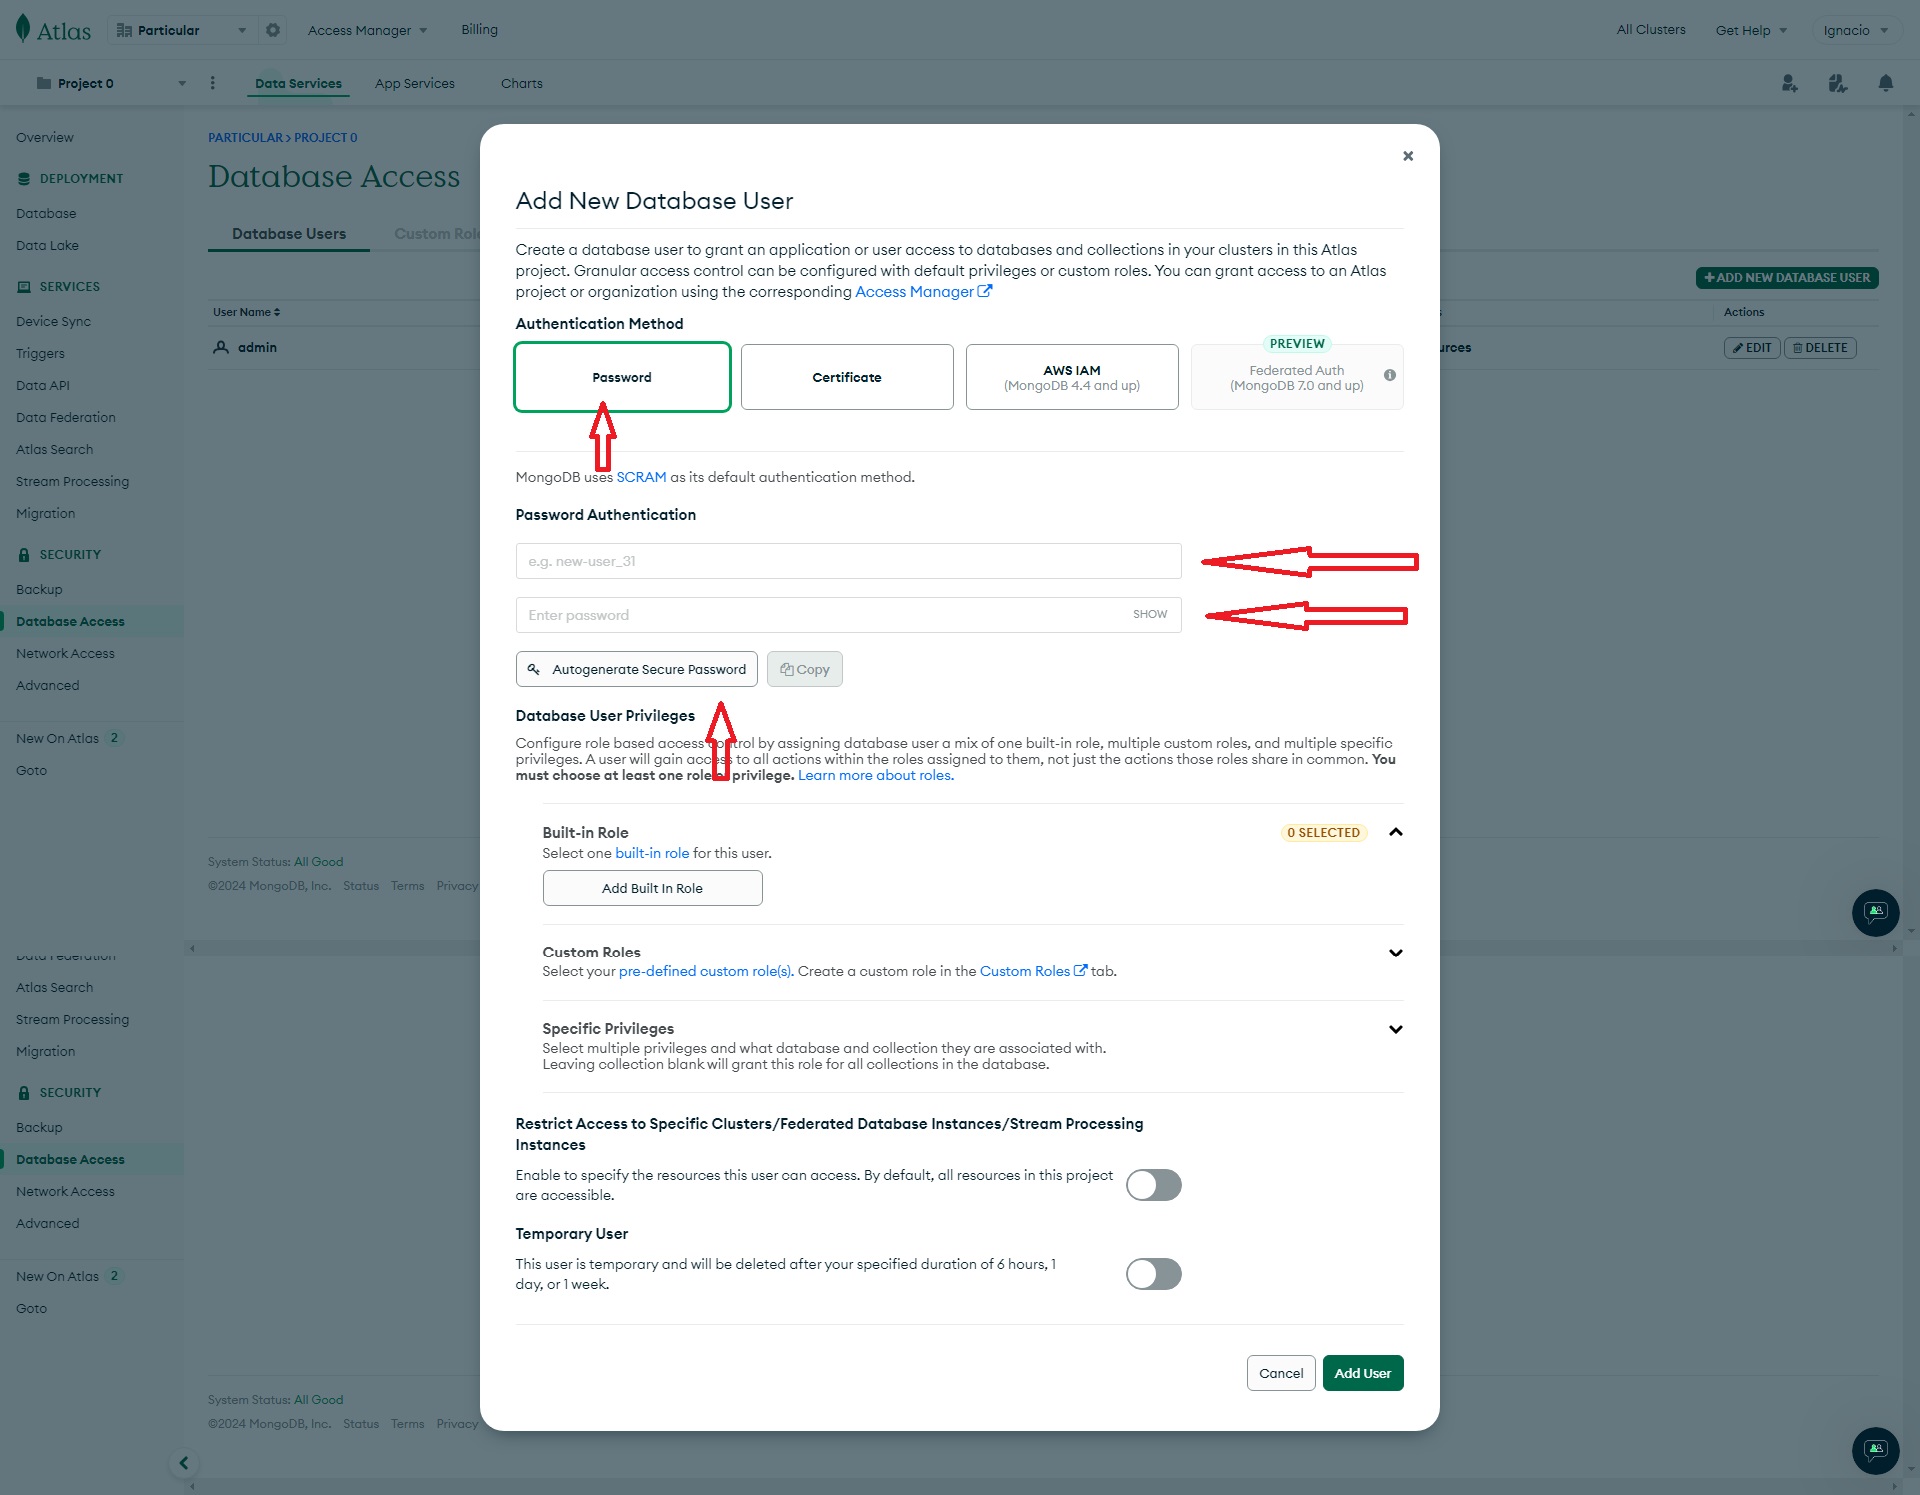 Atlas
Particular
Access Manager
Billing
All Clusters
Get Help
Ignacio
Project 0
Data Services
App Services
Charts
Overview
DEPLOYMENT
Database
Data Lake
SERVICES
Device Sync
Triggers
Data API
Data Federation
Atlas Search
Stream Processing
Migration
SECURITY
Backup
Database Access
Network Access
Advanced
New On Atlas 2
Goto
PARTICULAR > PROJECT 0
Database Access
Database Users
Custom Role
+ADD NEW DATABASE USER
User Name
Actions
admin
urces
EDIT
DELETE
System Status: All Good
©2024 MongoDB, Inc. Status Terms Privacy
Add New Database User
Create a database user to grant an application or user access to databases and collections in your clusters in this Atlas
project. Granular access control can be configured with default privileges or custom roles. You can grant access to an Atlas
project or organization using the corresponding Access Manager
Authentication Method
Password
Certificate
AWS IAM
(MongoDB 4.4 and up)
PREVIEW
Federated Auth
(MongoDB 7.0 and up)
MongoDB uses SCRAM as its default authentication method.
Password Authentication
e.g. new-user_31
Enter password
SHOW
Autogenerate Secure Password
Copy
Database User Privileges
Configure role based access control by assigning database user a mix of one built-in role, multiple custom roles, and multiple specific
privileges. A user will gain access to all actions within the roles assigned to them, not just the actions those roles share in common. You
must choose at least one role or privilege. Learn more about roles.
Built-in Role
0 SELECTED
Select one built-in role for this user.
Add Built In Role
Custom Roles
Select your pre-defined custom role(s). Create a custom role in the Custom Roles tab.
Specific Privileges
Select multiple privileges and what database and collection they are associated with.
Leaving collection blank will grant this role for all collections in the database.
Restrict Access to Specific Clusters/Federated Database Instances/Stream Processing
Instances
Enable to specify the resources this user can access. By default, all resources in this project
are accessible.
Temporary User
This user is temporary and will be deleted after your specified duration of 6 hours, 1
day, or 1 week.
Cancel
Add User
Data Federation
Atlas Search
Stream Processing
Migration
SECURITY
Backup
Database Access
Network Access
Advanced
New On Atlas 2
Goto
System Status: All Good
©2024 MongoDB, Inc. Status Terms Privacy